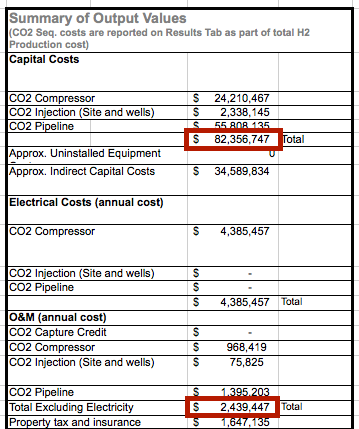 Summary of Output Values
(CO2 Seq. costs are reported on Results Tab as part of total H2
Production cost)
Capital Costs
CO2 Compressor $ 24,210,467
CO2 Injection (Site and wells) $ 2,338,145
CO2 Pipeline $ 55,808,135
$ 82,356,747 Total
Approx. Uninstalled Equipment 0
Approx. Indirect Capital Costs $ 34,589,834
Electrical Costs (annual cost)
CO2 Compressor $ 4,385,457
CO2 Injection (Site and wells) $ -
CO2 Pipeline $ -
$ 4,385,457 Total
O&M (annual cost)
CO2 Capture Credit $ -
CO2 Compressor $ 968,419
CO2 Injection (Site and wells) $ 75,825
CO2 Pipeline $ 1,395,203
Total Excluding Electricity $ 2,439,447 Total
Property tax and insurance $ 1,647,135